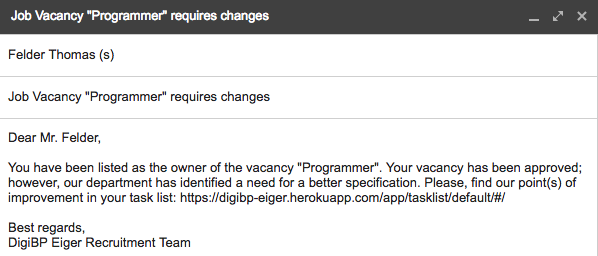 Job Vacancy "Programmer" requires changes
Felder Thomas (s)
Job Vacancy "Programmer" requires changes
Dear Mr. Felder,
You have been listed as the owner of the vacancy "Programmer". Your vacancy has been approved;
however, our department has identified a need for a better specification. Please, find our point(s) of
improvement in your task list: https://digibp-eiger.herokuapp.com/app/tasklist/default/#/
Best regards,
DigiBP Eiger Recruitment Team